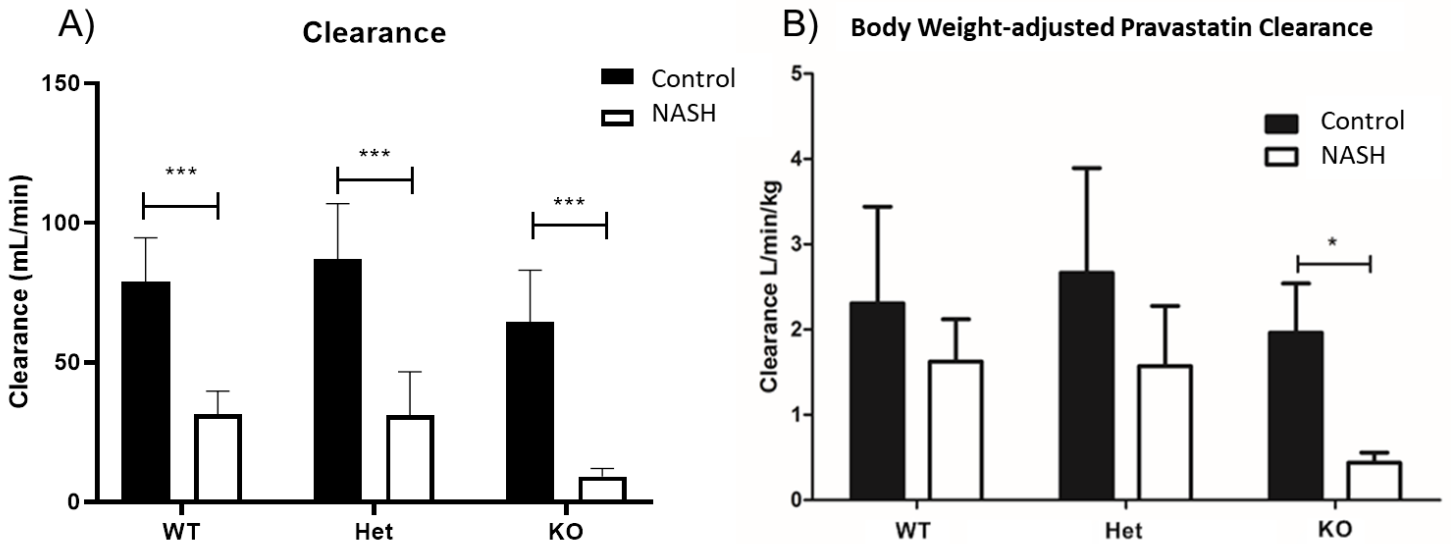 A)
Clearance
Clearance (mL/min)
150
100
50
0
Control
NASH
***
***
***
WT
Het
KO
B)
Body Weight-adjusted Pravastatin Clearance
Clearance L/min/kg
5
4
3
2
1
0
Control
NASH
*
WT
Het
KO